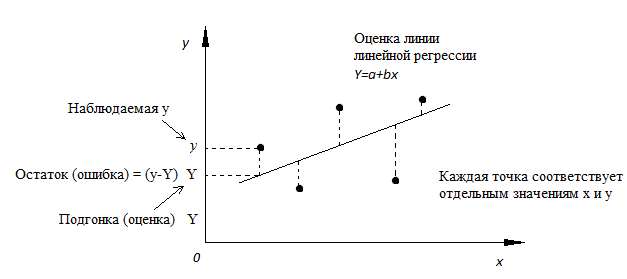 y
Оценка линии
линейной регрессии
Y=a+bx
Наблюдаемая y
y
Остаток (ошибка) = (y-Y) Y
Каждая точка соответствует
отдельным значениям x и y
Подгонка (оценка) Y
0
x